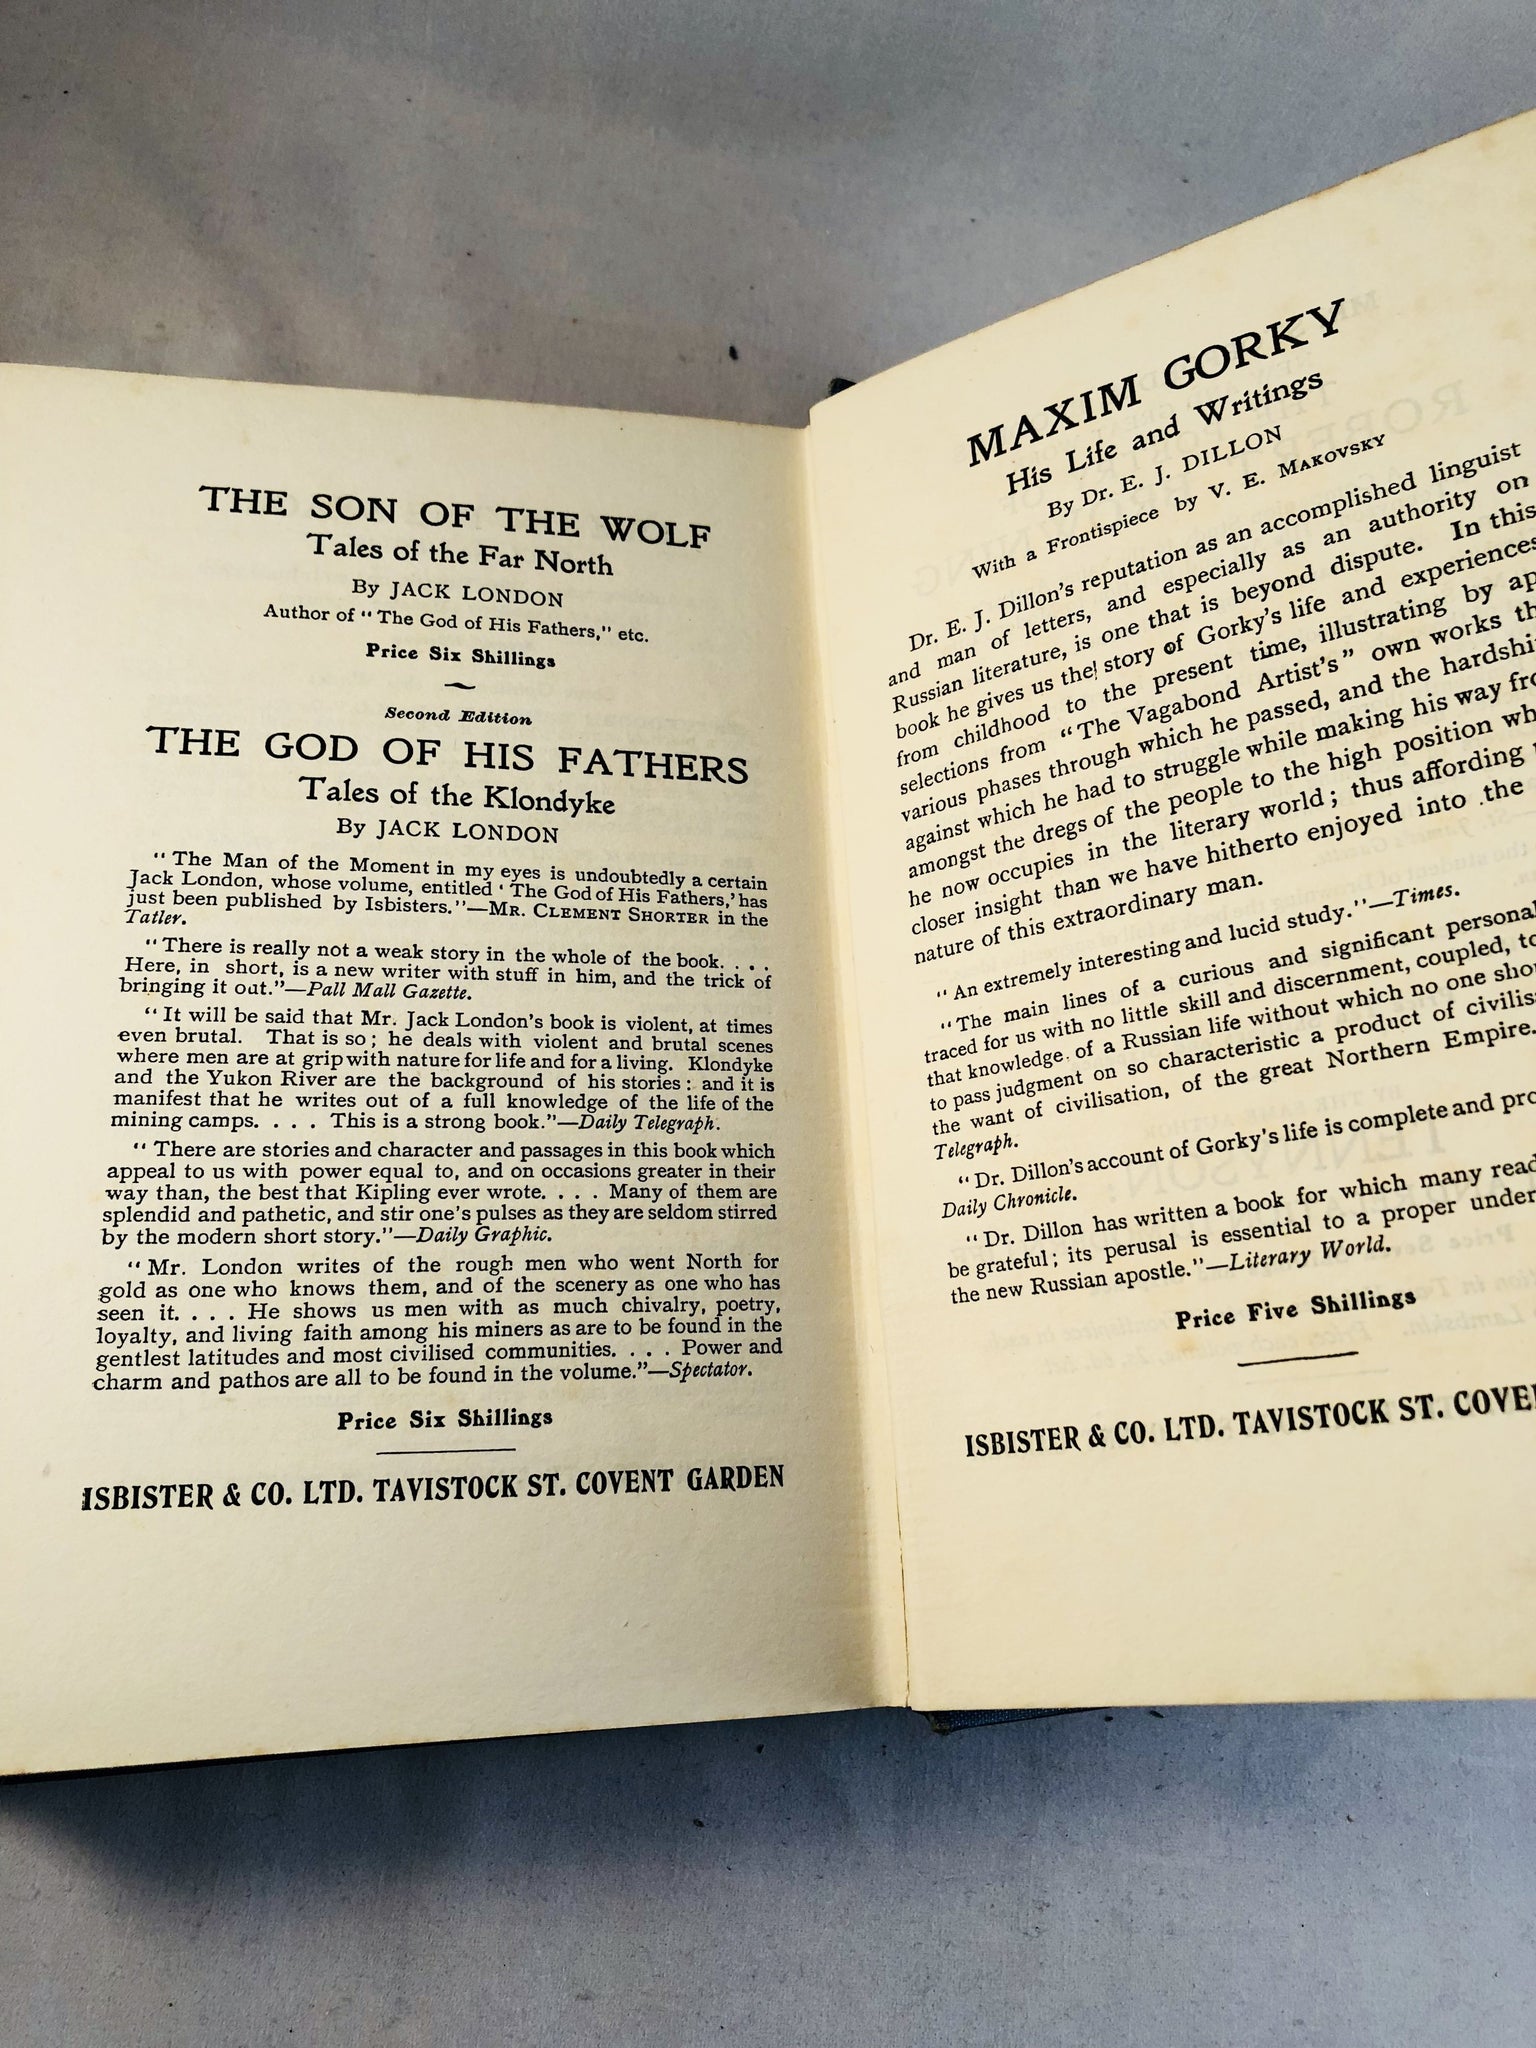 THE SON OF THE WOLF
Tales of the Far North
By JACK LONDON
Author of "The God of His Fathers," etc.
Price Six Shillings
Second Edition
THE GOD OF HIS FATHERS
Tales of the Klondyke
By JACK LONDON
"The Man of the Moment in my eyes is undoubtedly a certain
Jack London, whose volume, entitled 'The God of His Fathers,' has
just been published by Isbisters."—MR. CLEMENT SHORTER in the
Tatler.
"There is really not a weak story in the whole of the book. . . .
Here, in short, is a new writer with stuff in him, and the trick of
bringing it out."—Pall Mall Gazette.
"It will be said that Mr. Jack London's book is violent, at times
even brutal. That is so; he deals with violent and brutal scenes
where men are at grip with nature for life and for a living. Klondyke
and the Yukon River are the background of his stories: and it is
manifest that he writes out of a full knowledge of the life of the
mining camps. . . . This is a strong book."—Daily Telegraph.
"There are stories and character and passages in this book which
appeal to us with power equal to, and on occasions greater in their
way than, the best that Kipling ever wrote. . . . Many of them are
splendid and pathetic, and stir one's pulses as they are seldom stirred
by the modern short story."—Daily Graphic.
"Mr. London writes of the rough men who went North for
gold as one who knows them, and of the scenery as one who has
seen it. . . . He shows us men with as much chivalry, poetry,
loyalty, and living faith among his miners as are to be found in the
gentlest latitudes and most civilised communities. . . . Power and
charm and pathos are all to be found in the volume."—Spectator.
Price Six Shillings
ISBISTER & CO. LTD. TAVISTOCK ST. COVENT GARDEN
MAXIM GORKY
His Life and Writings
By Dr. E. J. DILLON
With a Frontispiece by V. E. MAKOVSKY
Dr. E. J. Dillon's reputation as an accomplished linguist
and man of letters, and especially as an authority on
Russian literature, is one that is beyond dispute. In this
book he gives us the story of Gorky's life and experiences
from childhood to the present time, illustrating by ap
selections from "The Vagabond Artist's" own works th
various phases through which he passed, and the hardshi
against which he had to struggle while making his way fro
amongst the dregs of the people to the high position wh
he now occupies in the literary world; thus affording
closer insight than we have hitherto enjoyed into the
nature of this extraordinary man.
"An extremely interesting and lucid study."—Times.
"The main lines of a curious and significant personal
traced for us with no little skill and discernment, coupled, to
that knowledge of a Russian life without which no one sho
to pass judgment on so characteristic a product of civilis
the want of civilisation, of the great Northern Empire.
Telegraph.
"Dr. Dillon's account of Gorky's life is complete and pro
Daily Chronicle.
"Dr. Dillon has written a book for which many read
be grateful; its perusal is essential to a proper under
the new Russian apostle."—Literary World.
Price Five Shillings
ISBISTER & CO. LTD. TAVISTOCK ST. COVE